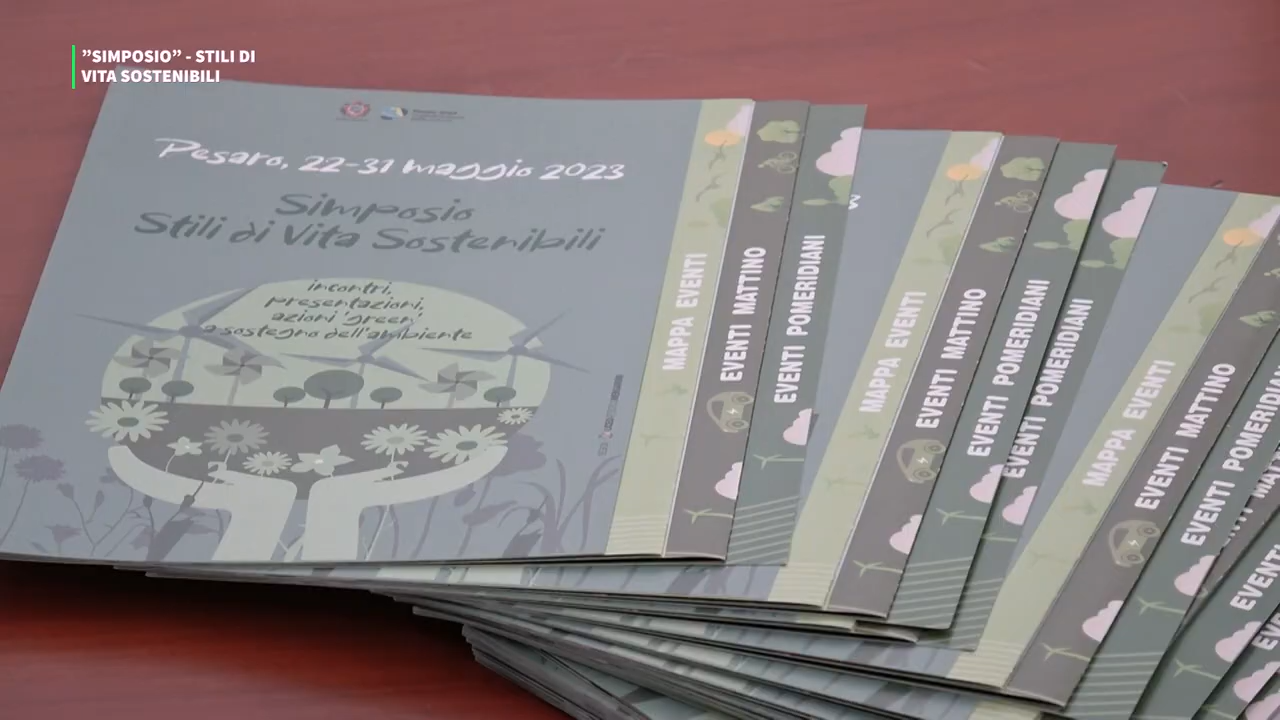 ”SIMPOSIO” - STILI DI
VITA SOSTENIBILI
Pesaro, 22-31 maggio 2023
Simposio
Stili di Vita Sostenibili
incontri,
presentazioni,
azioni 'green'
a sostegno dell'ambiente
MAPPA EVENTI
EVENTI MATTINO
EVENTI POMERIDIANI
MAPPA EVENTI
EVENTI MATTINO
EVENTI POMERIDIANI
EVENTI POMERIDIANI
MAPPA EVENTI
EVENTI MATTINO
EVENTI POMERIDIANI